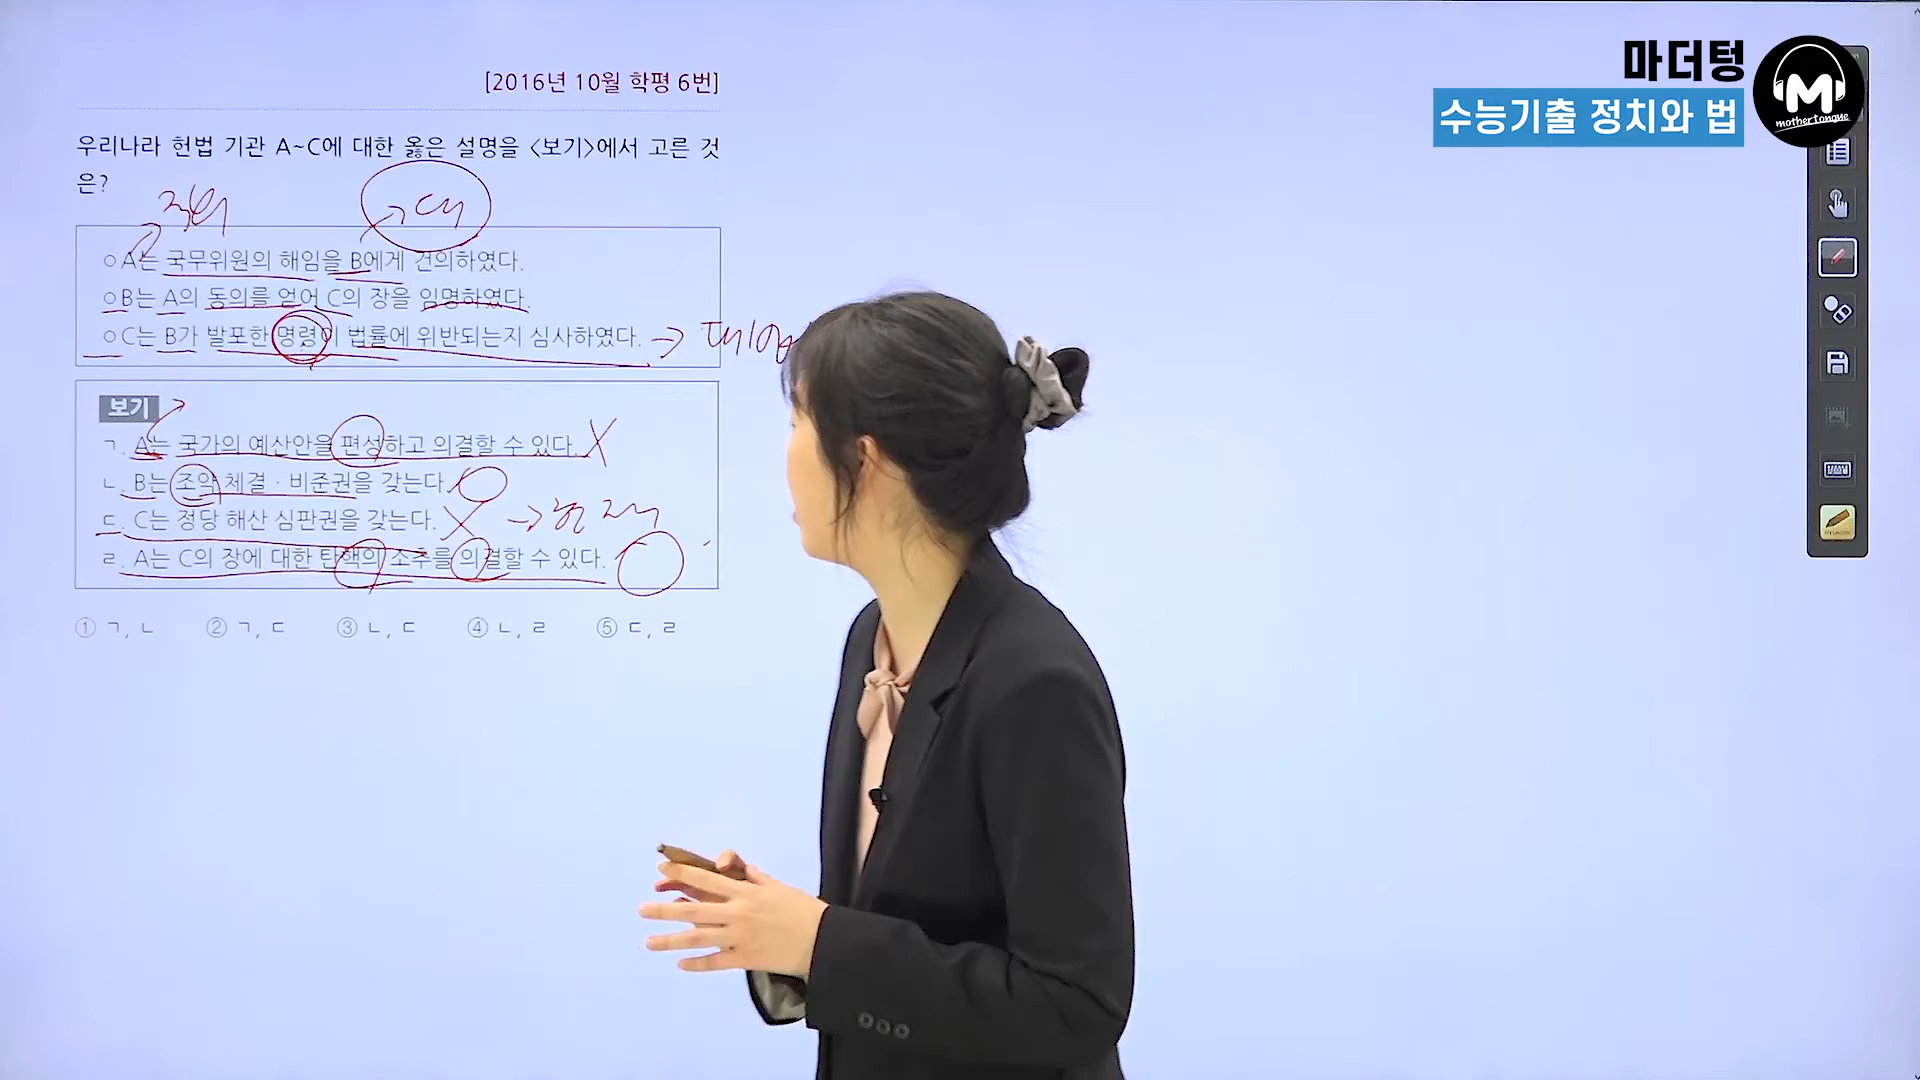 마더텅
수능기출 정치와 법
mothertongue
[2016년 10월 학평 6번]
우리나라 헌법 기관 A~C에 대한 옳은 설명을 <보기>에서 고른 것
은?
○A는 국무위원의 해임을 B에게 건의하였다.
○B는 A의 동의를 얻어 C의 장을 임명하였다.
○C는 B가 발포한 명령이 법률에 위반되는지 심사하였다.
보기
ㄱ. A는 국가의 예산안을 편성하고 의결할 수 있다.
ㄴ. B는 조약 체결·비준권을 갖는다.
ㄷ. C는 정당 해산 심판권을 갖는다.
ㄹ. A는 C의 장에 대한 탄핵의 소추를 의결할 수 있다.
① ㄱ, ㄴ ② ㄱ, ㄷ ③ ㄴ, ㄷ ④ ㄴ, ㄹ ⑤ ㄷ, ㄹ